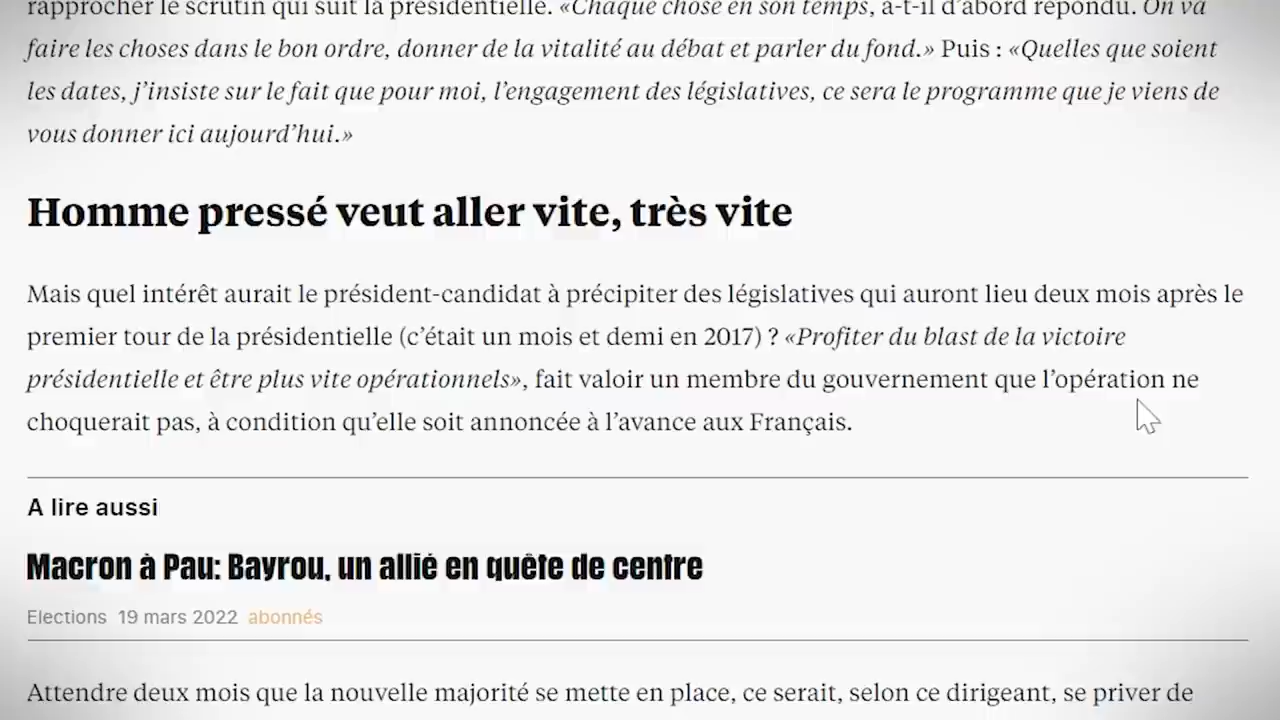 rapprocher le scrutin qui suit la présidentielle. «Chaque chose en son temps, a-t-il d’abord répondu. On va
faire les choses dans le bon ordre, donner de la vitalité au débat et parler du fond.» Puis : «Quelles que soient
les dates, j’insiste sur le fait que pour moi, l’engagement des législatives, ce sera le programme que je viens de
vous donner ici aujourd’hui.»
Homme pressé veut aller vite, très vite
Mais quel intérêt aurait le président-candidat à précipiter des législatives qui auront lieu deux mois après le
premier tour de la présidentielle (c’était un mois et demi en 2017) ? «Profiter du blast de la victoire
présidentielle et être plus vite opérationnels», fait valoir un membre du gouvernement que l’opération ne
choquerait pas, à condition qu’elle soit annoncée à l’avance aux Français.
A lire aussi
Macron à Pau: Bayrou, un allié en quête de centre
Elections 19 mars 2022 abonnés
Attendre deux mois que la nouvelle majorité se mette en place, ce serait, selon ce dirigeant, se priver de